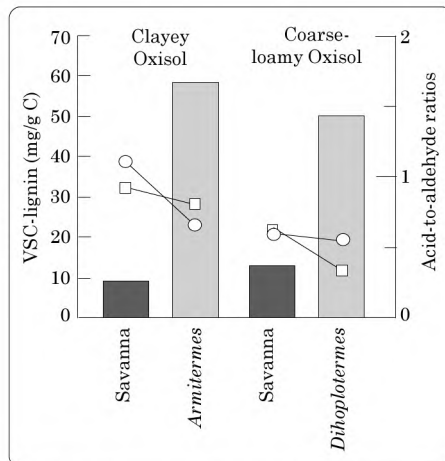 Clayey
Oxisol
Coarse-
loamy Oxisol
VSC-lignin (mg/g C)
70
60
50
40
30
20
10
0
2
1
0
Acid-to-aldehyde ratios
Savanna
Armitermes
Savanna
Dihoplotermes